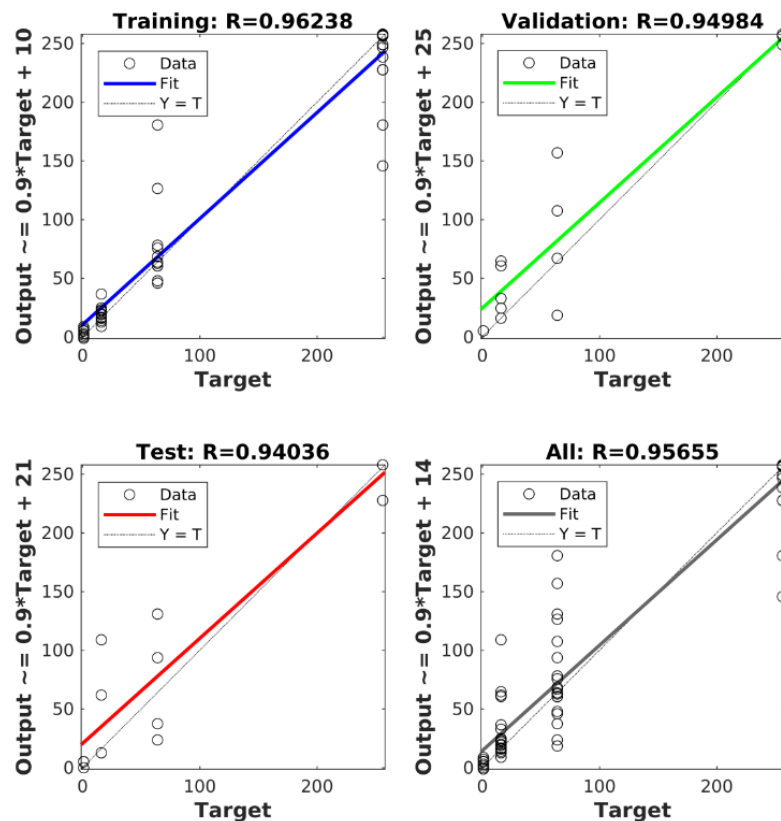 Training: R=0.96238
Output ~= 0.9*Target + 10
250
200
150
100
50
0
Data
Fit
Y = T
100
200
Target
Validation: R=0.94984
Output ~= 0.9*Target + 25
250
200
150
100
50
0
Data
Fit
Y = T
0
100
200
Target
Test: R=0.94036
Output ~= 0.9*Target + 21
250
200
150
100
50
0
Data
Fit
Y = T
0
100
200
Target
All: R=0.95655
Output ~= 0.9*Target + 14
250
200
150
100
50
0
Data
Fit
Y = T
0
100
200
Target